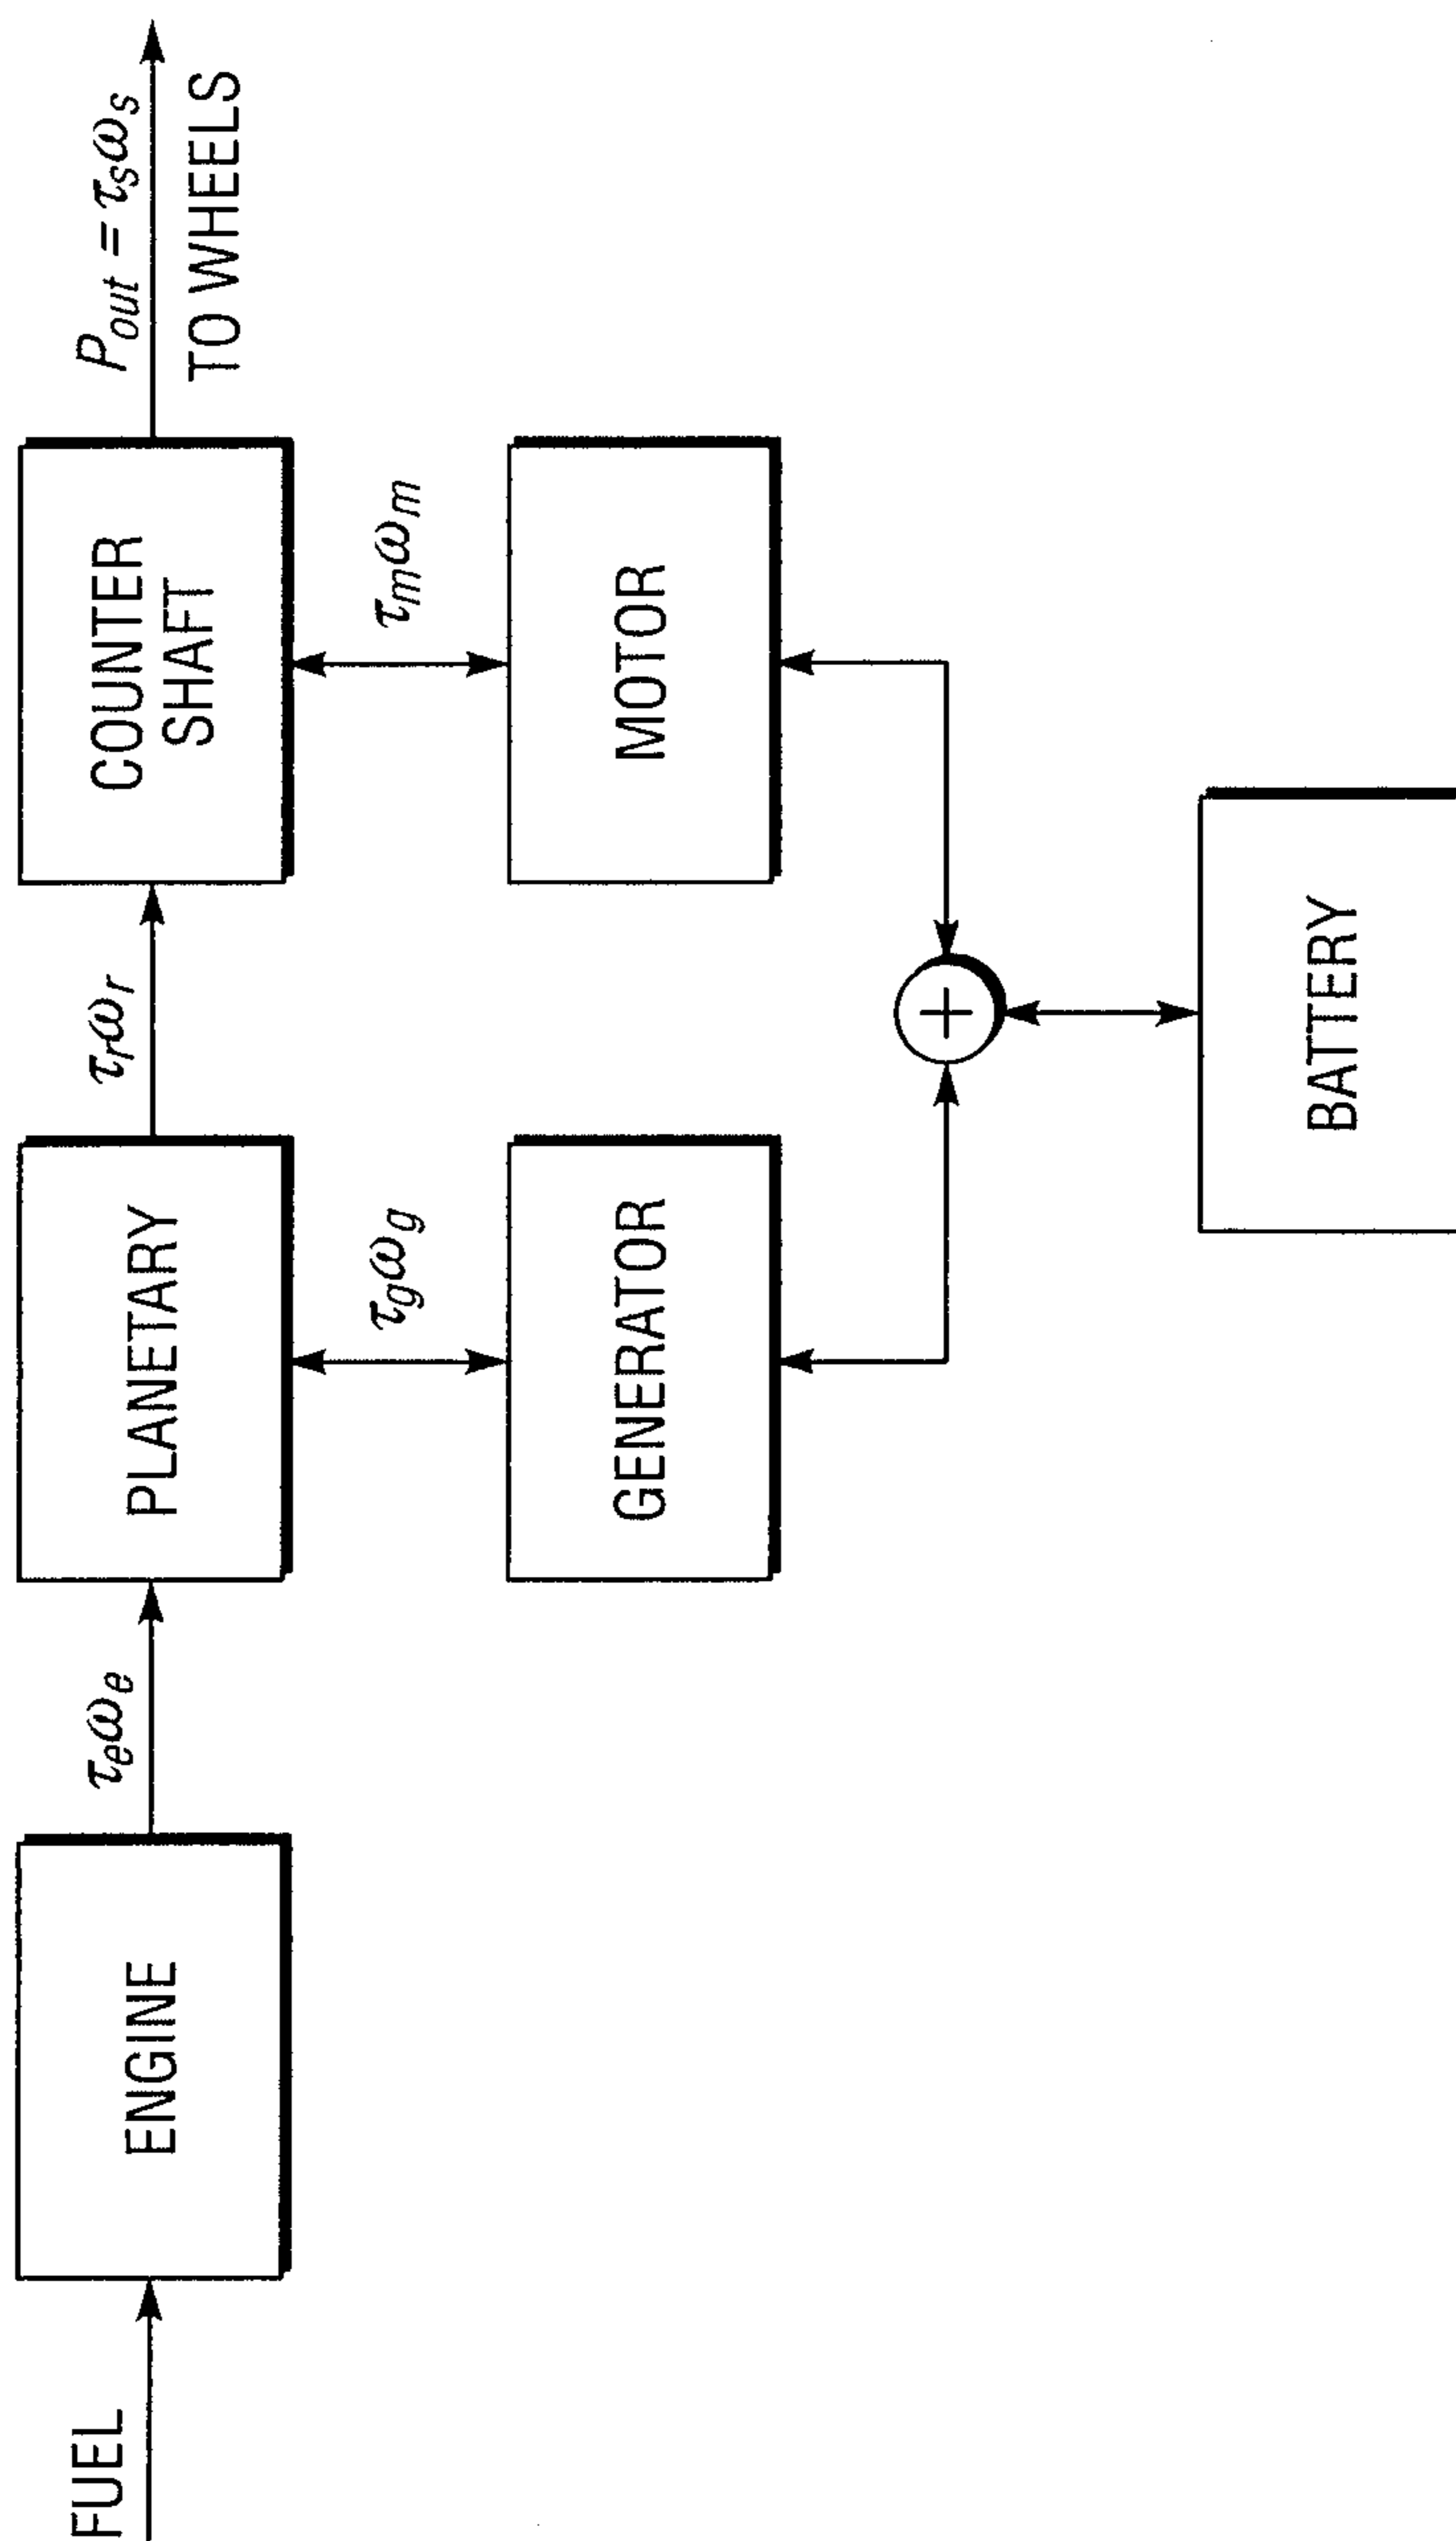 FUEL
ENGINE
τeωe
PLANETARY
τrωr
COUNTER
SHAFT
Pout = τsωs
TO WHEELS
τgωg
τmωm
GENERATOR
MOTOR
+
BATTERY